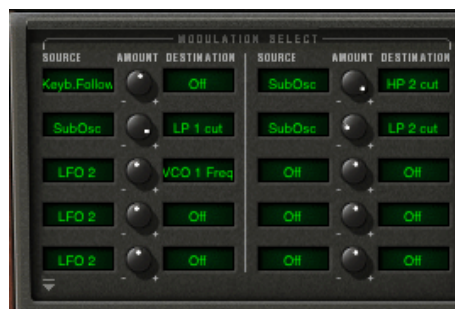 MODULATION SELECT
SOURCE AMOUNT DESTINATION SOURCE AMOUNT DESTINATION
Keyb.Follow - + Off SubOsc - + HP 2 cut
SubOsc - + LP 1 cut SubOsc - + LP 2 cut
LFO 2 - + VCO 1 Freq Off - + Off
LFO 2 - + Off Off - + Off
LFO 2 - + Off Off - + Off